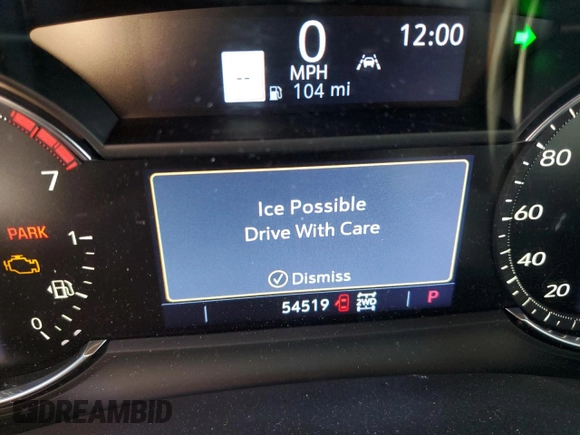 0 12:00
MPH
--
104 mi
7
80
PARK
1
Ice Possible
Drive With Care
60
40
Dismiss
20
0
54519 2WD P
DREAMBID